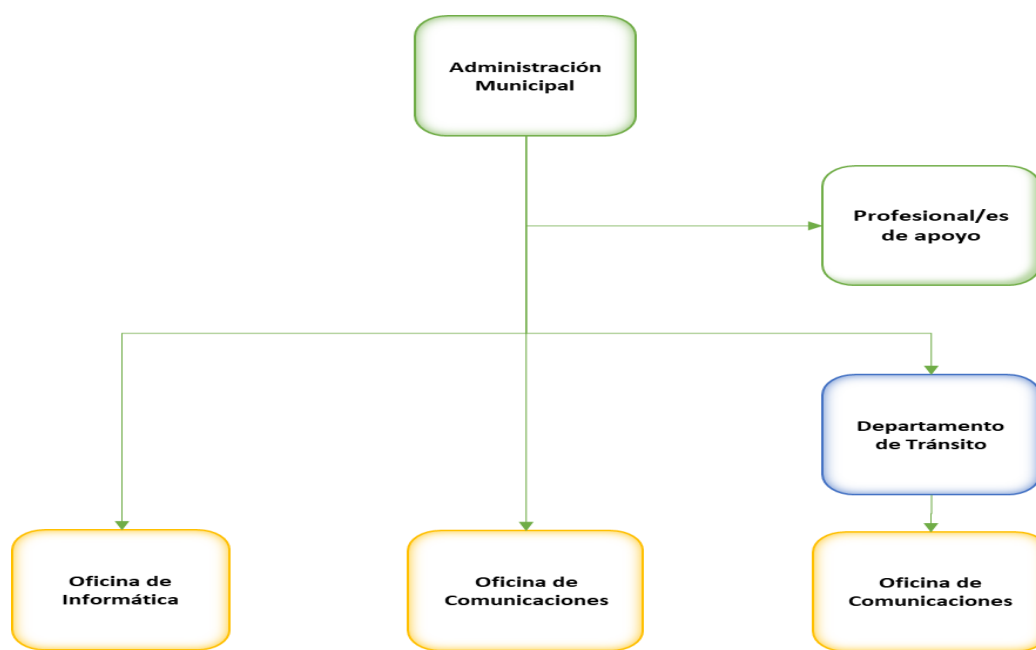 Administración
Municipal
Profesional/es
de apoyo
Departamento
de Tránsito
Oficina de
Informática
Oficina de
Comunicaciones
Oficina de
Comunicaciones